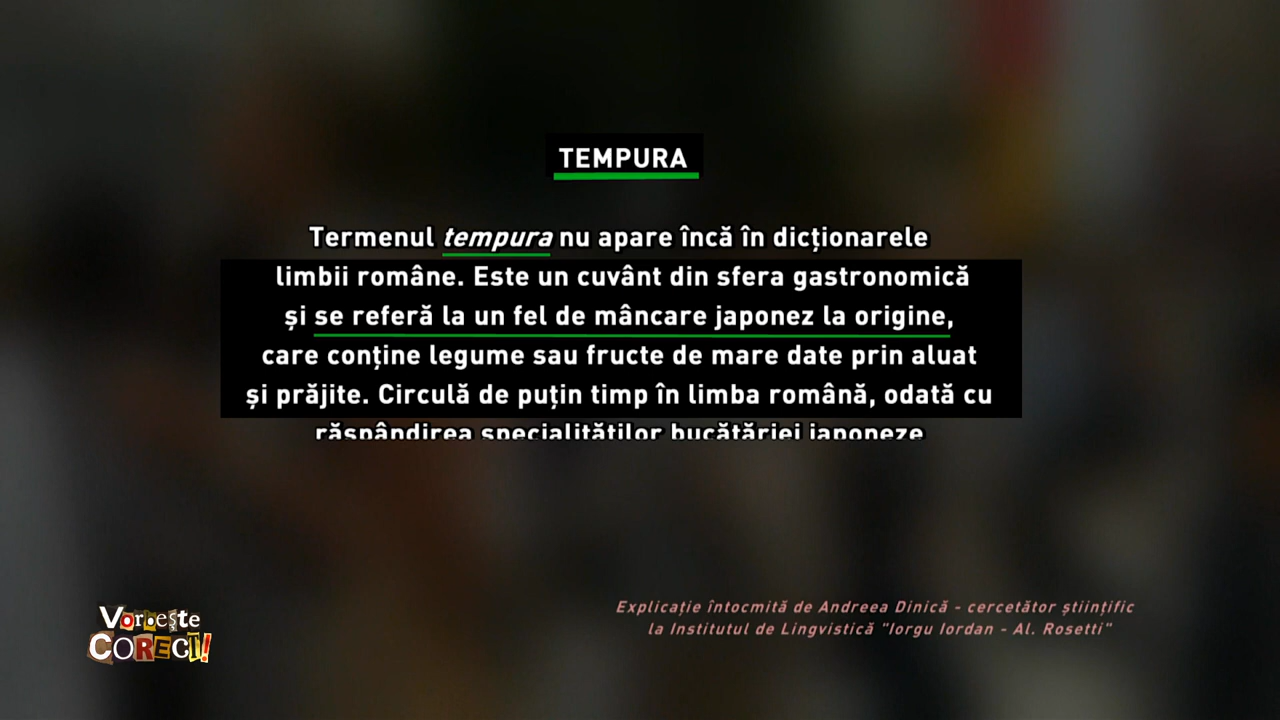 TEMPURA
Termenul tempura nu apare încă în dicționarele
limbii române. Este un cuvânt din sfera gastronomică
și se referă la un fel de mâncare japonez la origine,
care conține legume sau fructe de mare date prin aluat
și prăjite. Circulă de puțin timp în limba română, odată cu
răspândirea specialităților bucătăriei japoneze
Explicație întocmită de Andreea Dinică - cercetător științific
la Institutul de Lingvistică "Iorgu Iordan - Al. Rosetti"
Vorbește
CORECT!